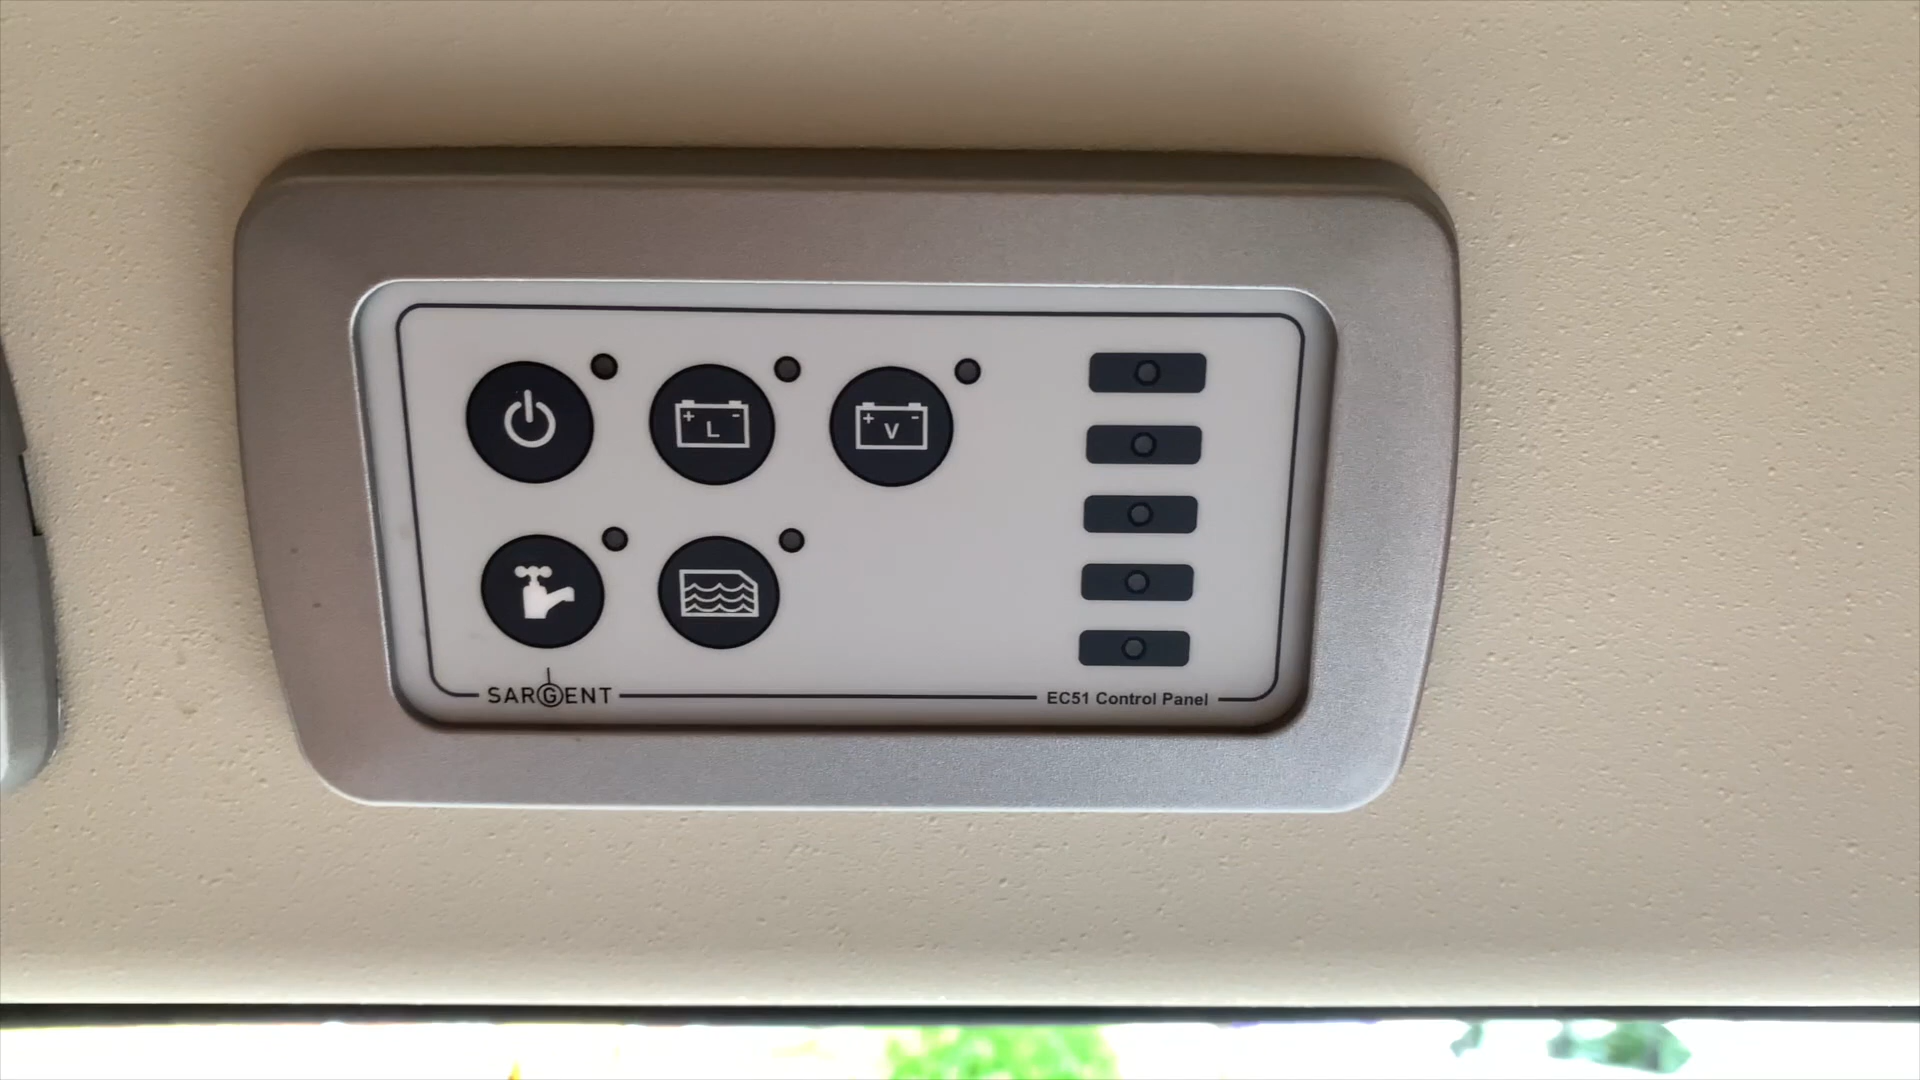 + - L
+ - V
SARGENT
EC51 Control Panel